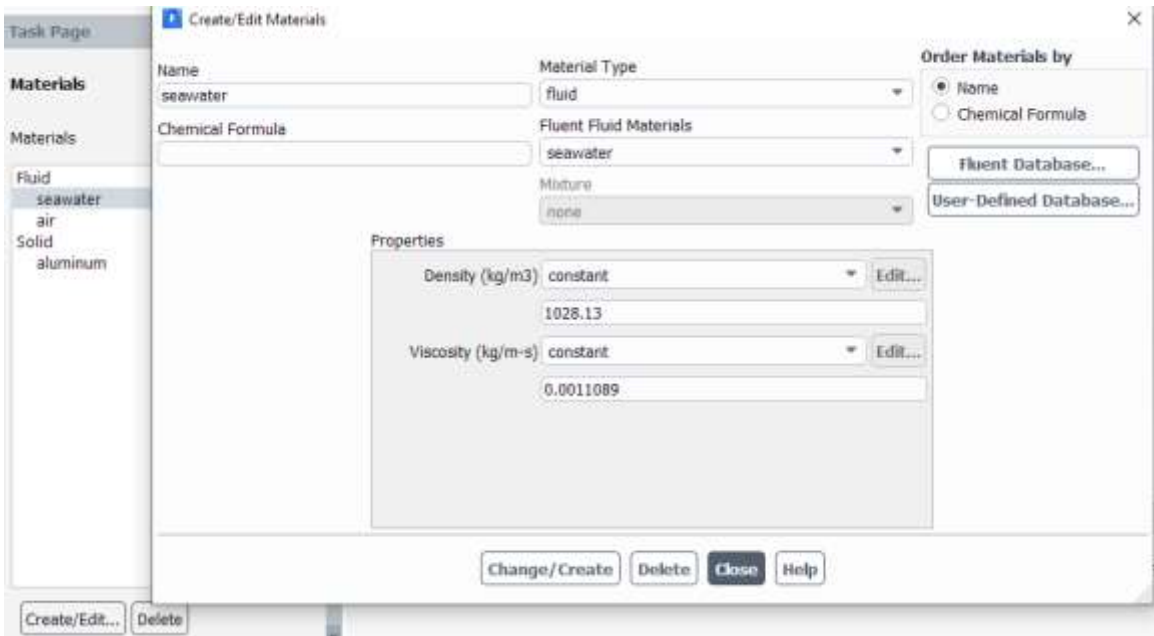 Task Page
Materials
Materials
Fluid
seawater
air
Solid
aluminum
Create/Edit...
Delete
Create/Edit Materials
Name
seawater
Chemical Formula
Material Type
fluid
Fluent Fluid Materials
seawater
Mixture
none
Order Materials by
Name
Chemical Formula
Fluent Database...
User-Defined Database...
Properties
Density (kg/m3) constant Edit...
1028.13
Viscosity (kg/m-s) constant Edit...
0.0011089
Change/Create Delete Close Help